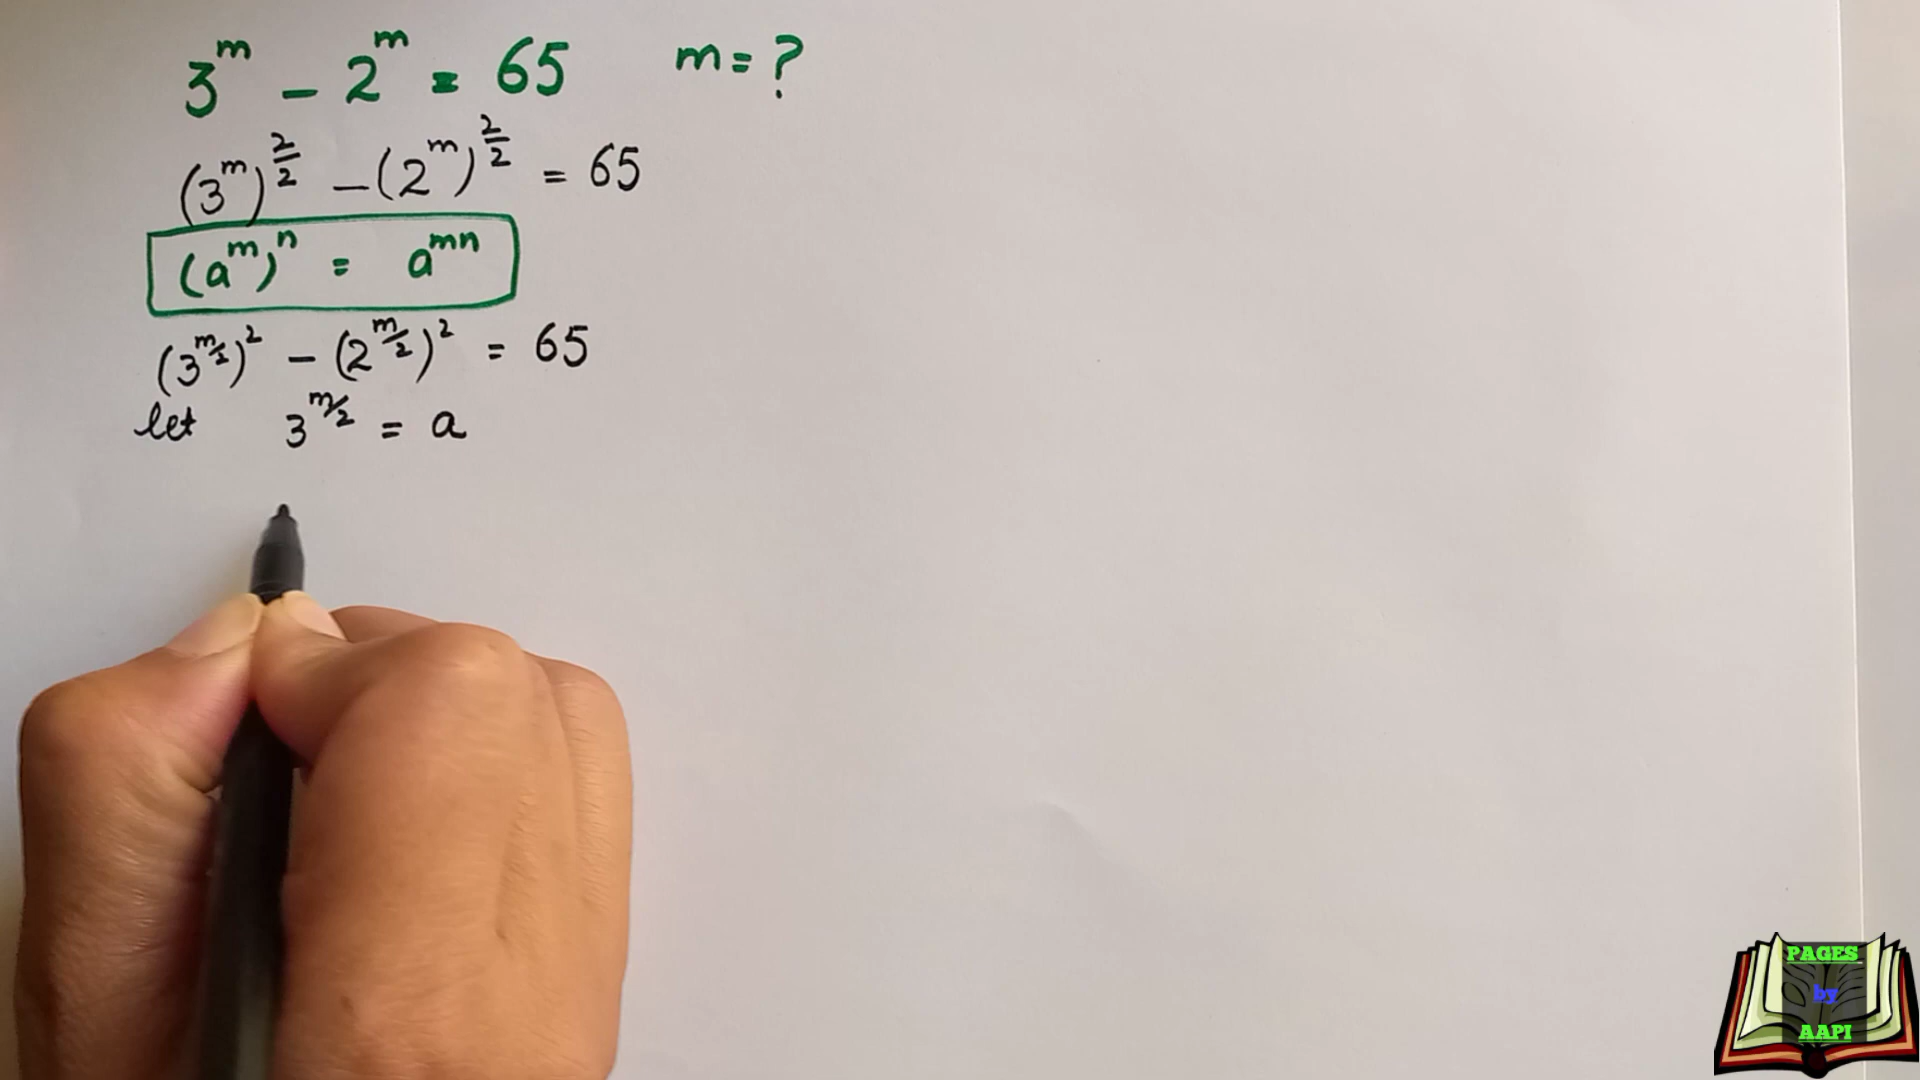 3^m - 2^m = 65 m = ?
(3^m)^(2/2) - (2^m)^(2/2) = 65
(a^m)^n = a^mn
(3^(m/2))^2 - (2^(m/2))^2 = 65
let 3^(m/2) = a
PAGES
by
AAPI